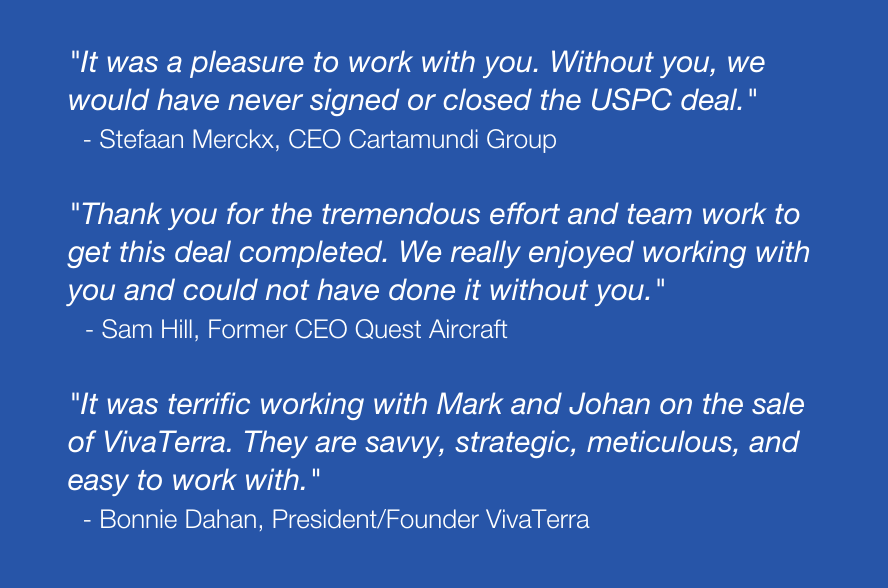 "It was a pleasure to work with you. Without you, we
would have never signed or closed the USPC deal."
- Stefaan Merckx, CEO Cartamundi Group
"Thank you for the tremendous effort and team work to
get this deal completed. We really enjoyed working with
you and could not have done it without you."
- Sam Hill, Former CEO Quest Aircraft
"It was terrific working with Mark and Johan on the sale
of VivaTerra. They are savvy, strategic, meticulous, and
easy to work with."
- Bonnie Dahan, President/Founder VivaTerra